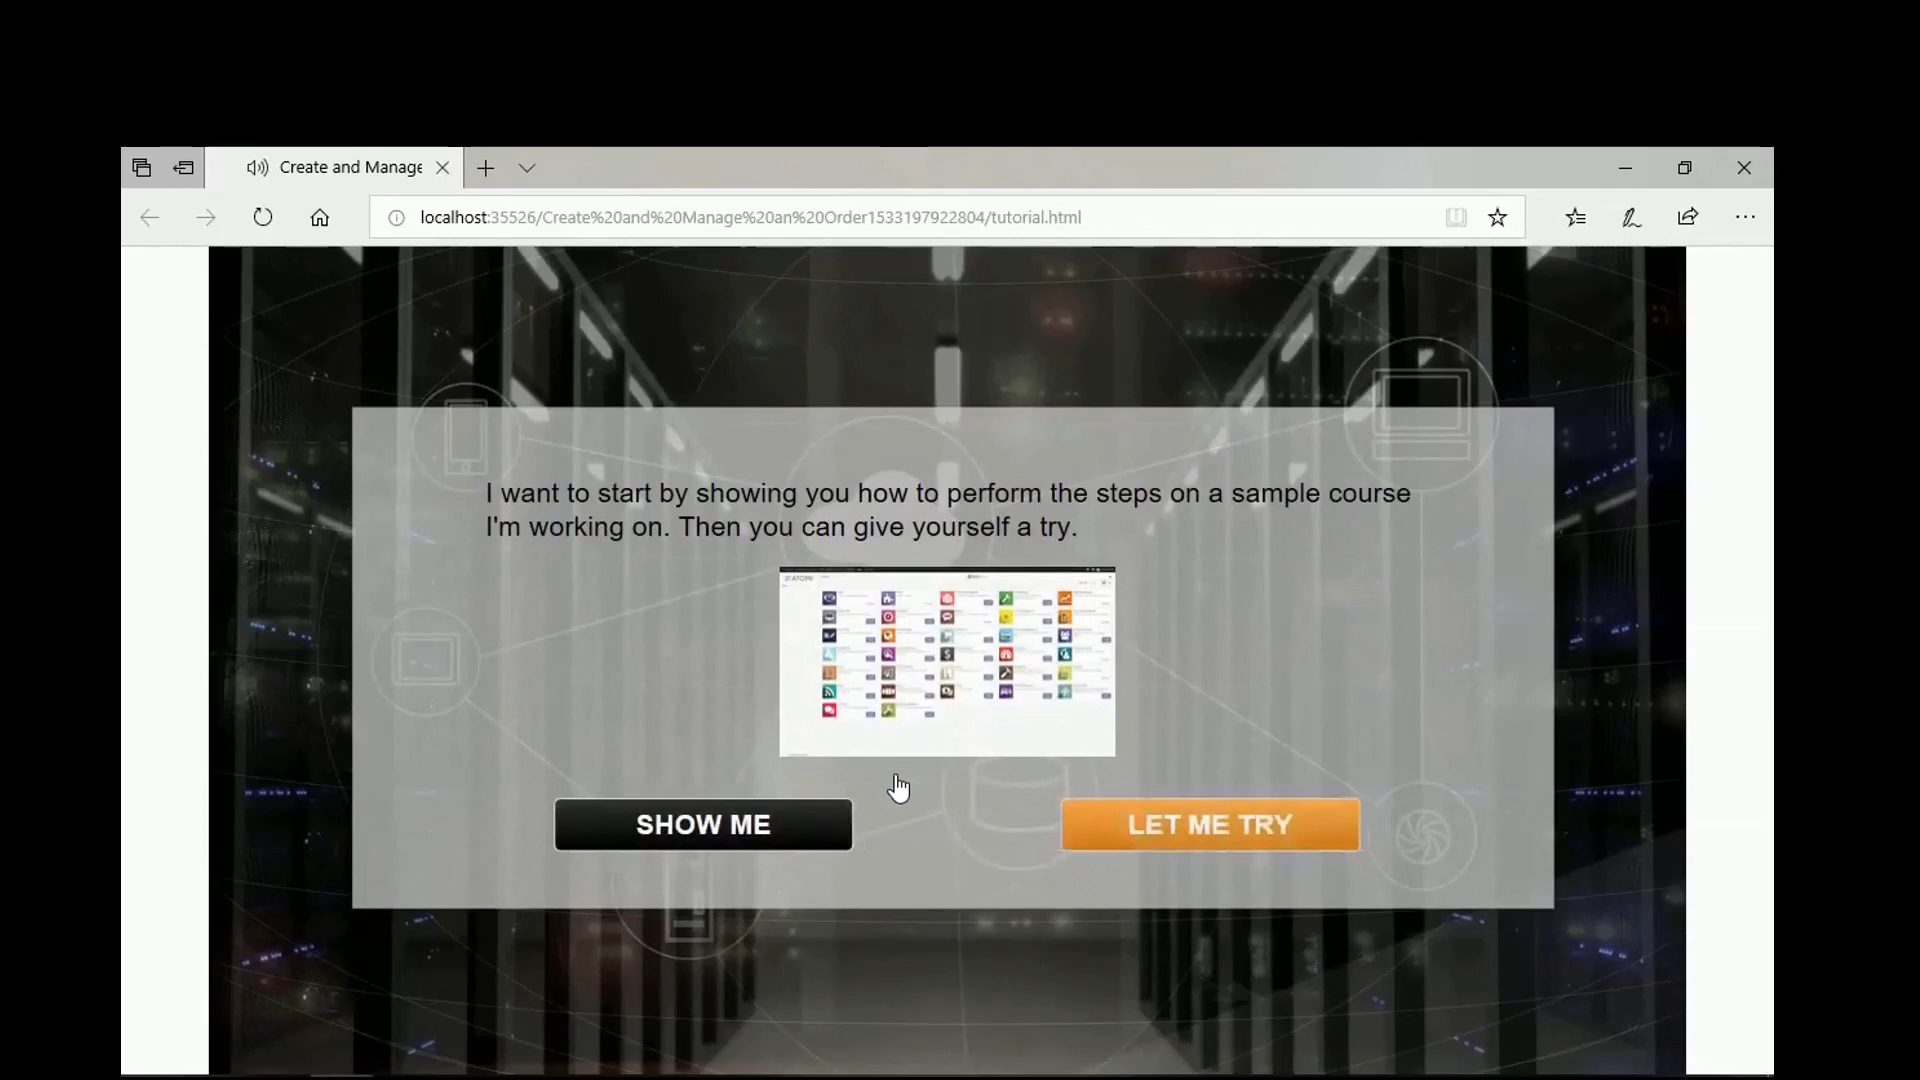 Create and Manage
localhost:35526/Create%20and%20Manage%20an%20Order1533197922804/tutorial.html
I want to start by showing you how to perform the steps on a sample course
I'm working on. Then you can give yourself a try.
SHOW ME
LET ME TRY